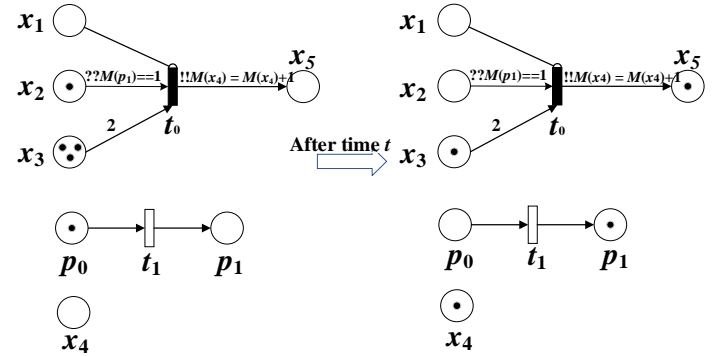 x1
x2
x3
??M(p1)==1
!!M(x4) = M(x4)+1
x5
2
t0
p0
t1
p1
x4
After time t
x1
x2
x3
??M(p1)==1
!!M(x4) = M(x4)+1
x5
2
t0
p0
t1
p1
x4